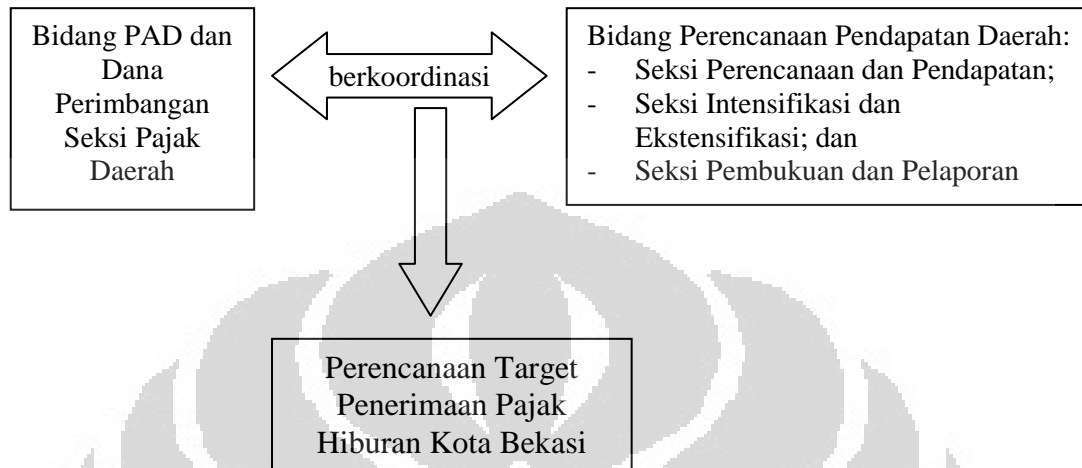 Bidang PAD dan
Dana
Perimbangan
Seksi Pajak
Daerah
berkoordinasi
Bidang Perencanaan Pendapatan Daerah:
- Seksi Perencanaan dan Pendapatan;
- Seksi Intensifikasi dan
Ekstensifikasi; dan
- Seksi Pembukuan dan Pelaporan
Perencanaan Target
Penerimaan Pajak
Hiburan Kota Bekasi